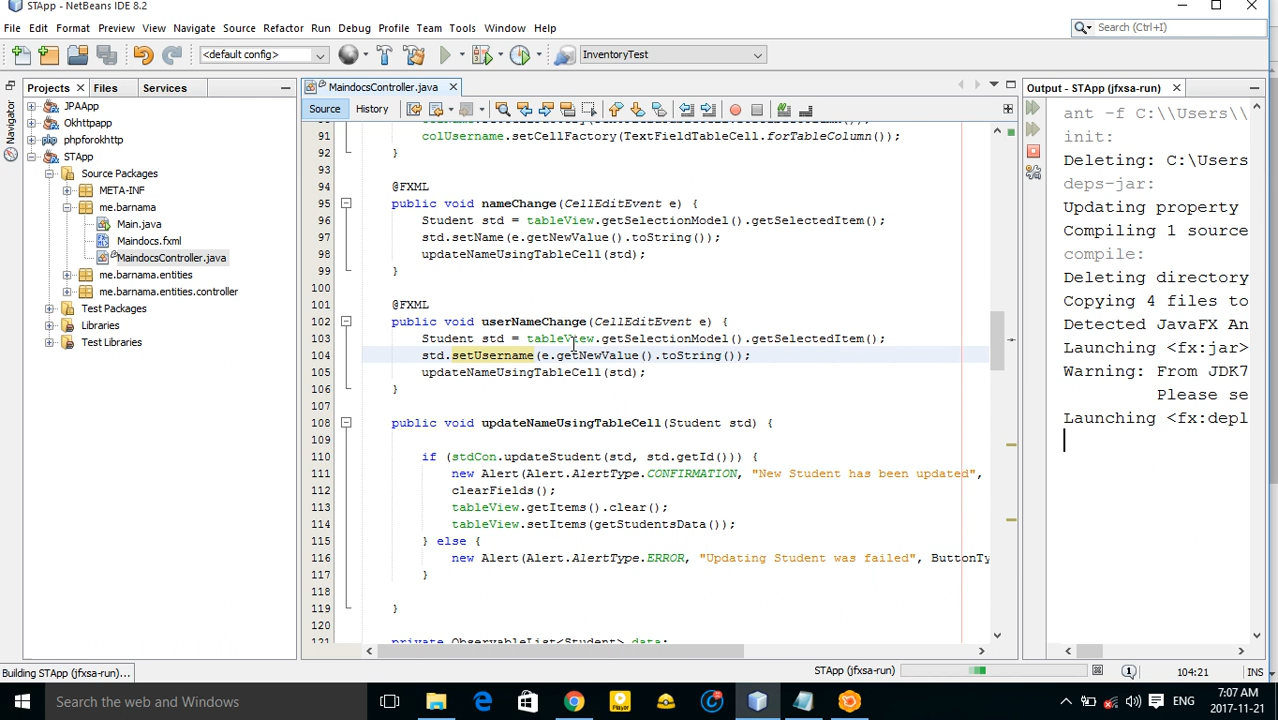 STApp - NetBeans IDE 8.2
File Edit Format Preview View Navigate Source Refactor Run Debug Profile Team Tools Window Help
Search (Ctrl+I)
<default config>
InventoryTest
Projects
Files
Services
Navigator
JPAApp
Okhttpapp
phpforokhttp
STApp
Source Packages
META-INF
me.barnama
Main.java
Maindocs.fxml
MaindocsController.java
me.barnama.entities
me.barnama.entities.controller
Test Packages
Libraries
Test Libraries
MaindocsController.java
Source History
91 colUsername.setCellFactory(TextFieldTableCell.forTableColumn());
92 }
93
94 @FXML
95 public void nameChange(CellEditEvent e) {
96 Student std = tableView.getSelectionModel().getSelectedItem();
97 std.setName(e.getNewValue().toString());
98 updateNameUsingTableCell(std);
99 }
100
101 @FXML
102 public void userNameChange(CellEditEvent e) {
103 Student std = tableView.getSelectionModel().getSelectedItem();
104 std.setUsername(e.getNewValue().toString());
105 updateNameUsingTableCell(std);
106 }
107
108 public void updateNameUsingTableCell(Student std) {
109
110 if (stdCon.updateStudent(std, std.getId())) {
111 new Alert(Alert.AlertType.CONFIRMATION, "New Student has been updated",
112 clearFields();
113 tableView.getItems().clear();
114 tableView.setItems(getStudentsData());
115 } else {
116 new Alert(Alert.AlertType.ERROR, "Updating Student was failed", ButtonTy
117 }
118
119 }
120
121 private ObservableList<Student> data;
Output - STApp (jfxsa-run)
ant -f C:\\Users\\
init:
Deleting: C:\Users
deps-jar:
Updating property
Compiling 1 source
compile:
Deleting directory
Copying 4 files to
Detected JavaFX An
Launching <fx:jar>
Warning: From JDK7
Please se
Launching <fx:depl
Building STApp (jfxsa-run)...
STApp (jfxsa-run)
1
104:21
INS
Search the web and Windows
Player
ENG
7:07 AM
2017-11-21